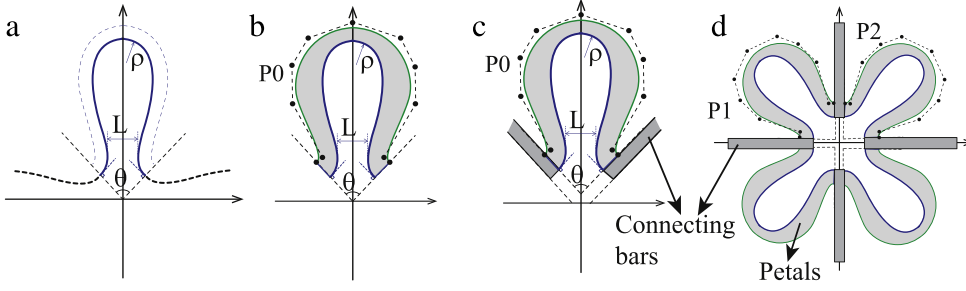 a
ρ
L
θ
b
P0
ρ
L
θ
c
P0
ρ
L
θ
Connecting
bars
d
P2
P1
Petals